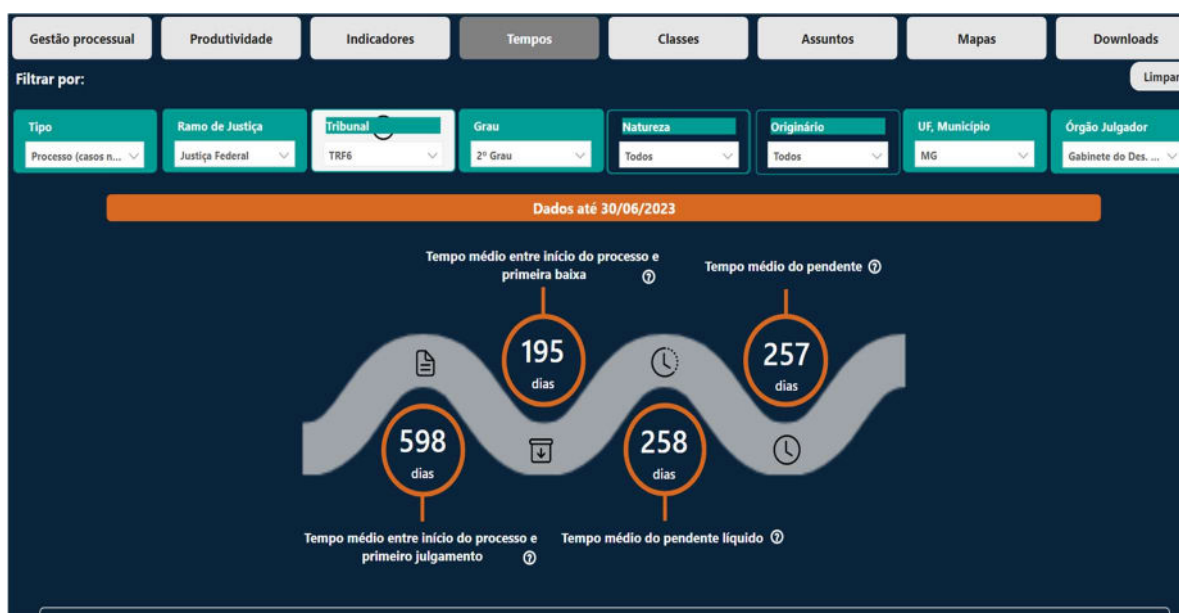 Gestão processual
Produtividade
Indicadores
Tempos
Classes
Assuntos
Mapas
Downloads
Filtrar por:
Limpar
Tipo
Processo (casos n...
Ramo de Justiça
Justiça Federal
Tribunal
TRF6
Grau
2º Grau
Natureza
Todos
Originário
Todos
UF, Município
MG
Órgão Julgador
Gabinete do Des. ...
Dados até 30/06/2023
Tempo médio entre início do processo e
primeira baixa
Tempo médio do pendente
195
dias
257
dias
598
dias
258
dias
Tempo médio entre início do processo e
primeiro julgamento
Tempo médio do pendente líquido